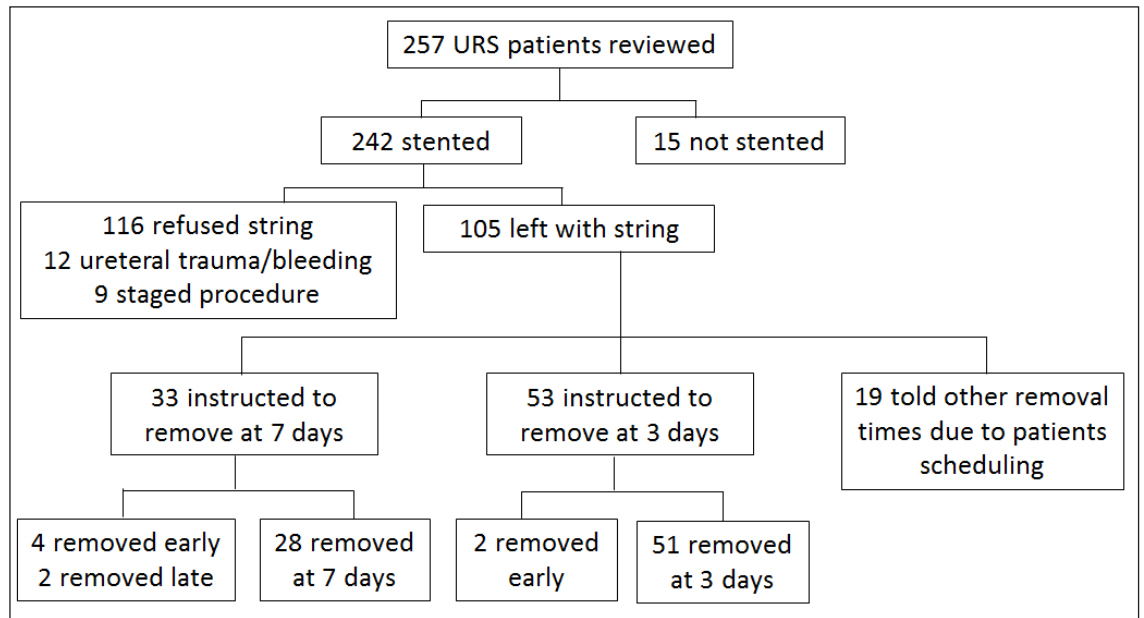 257 URS patients reviewed
242 stented
15 not stented
116 refused string
12 ureteral trauma/bleeding
9 staged procedure
105 left with string
33 instructed to
remove at 7 days
53 instructed to
remove at 3 days
19 told other removal
times due to patients
scheduling
4 removed early
2 removed late
28 removed
at 7 days
2 removed
early
51 removed
at 3 days